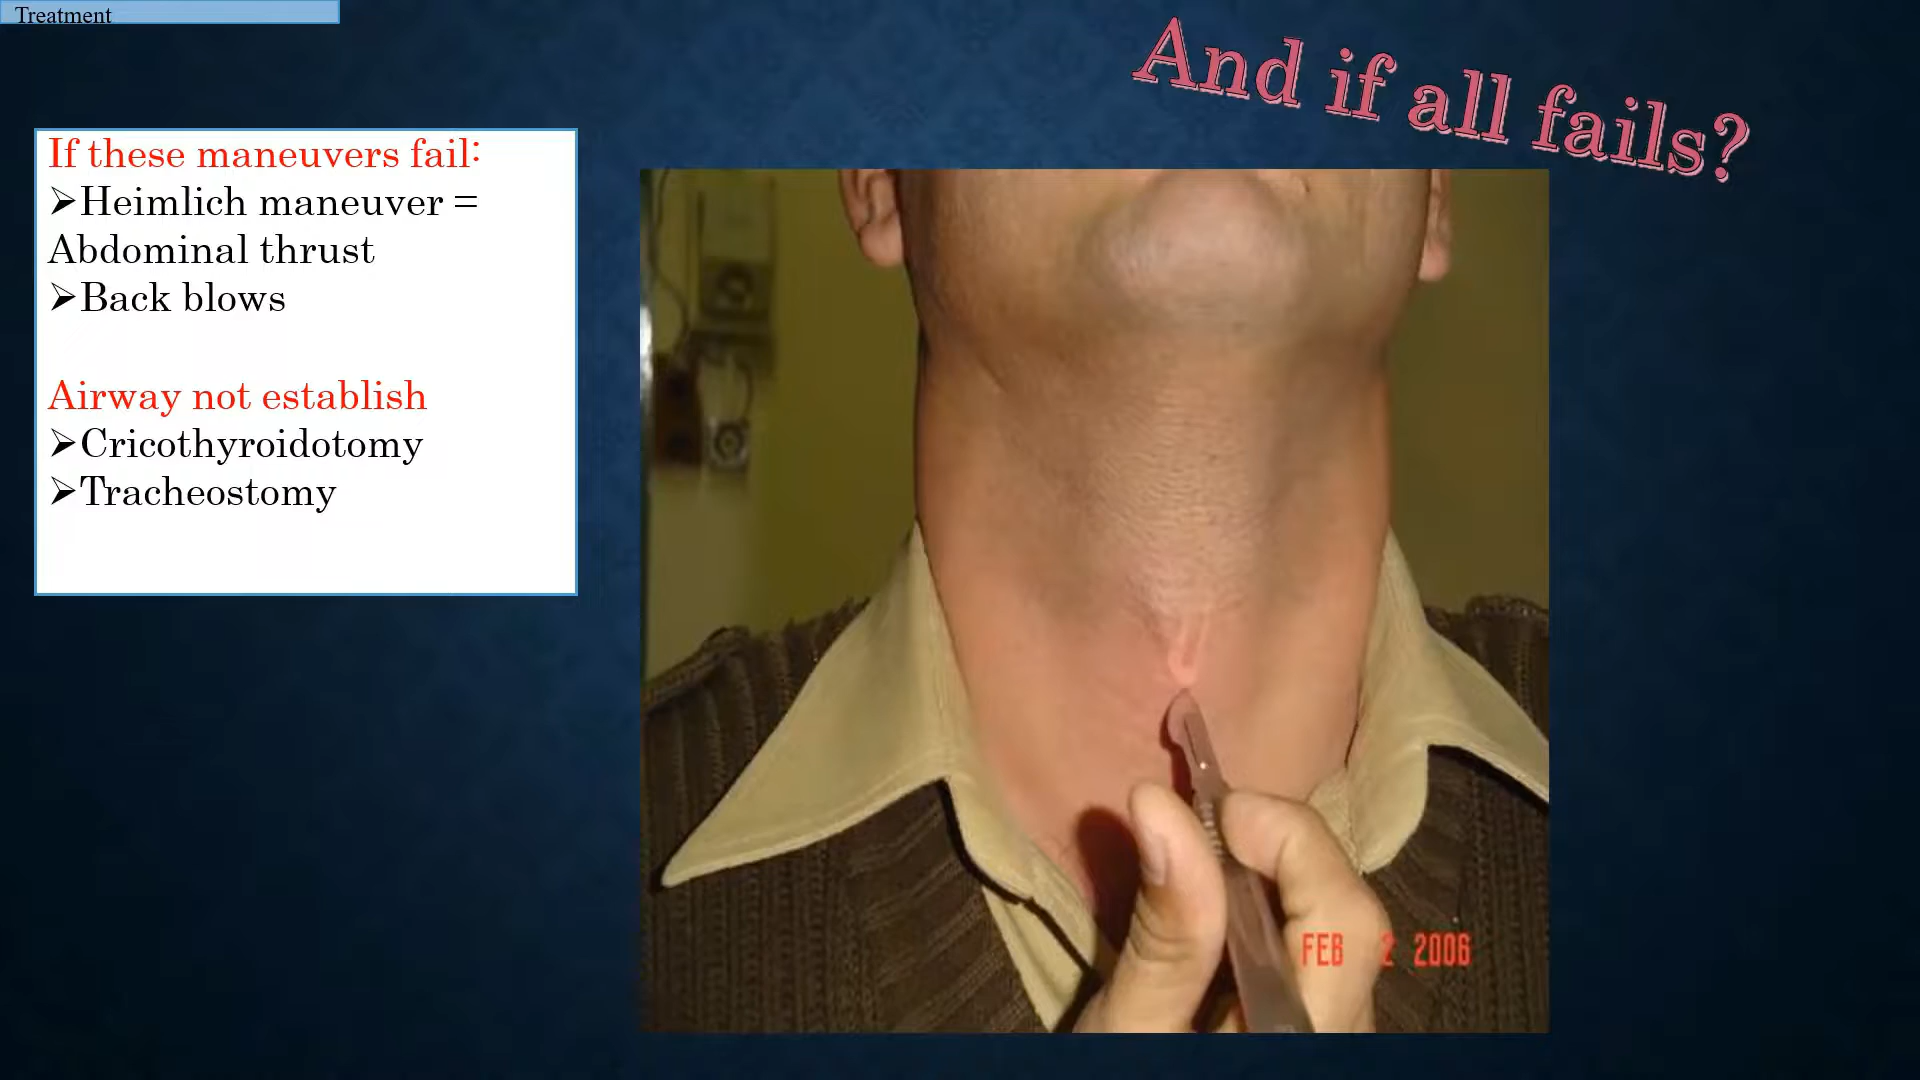 Treatment
And if all fails?
If these maneuvers fail:
➢Heimlich maneuver =
Abdominal thrust
➢Back blows
Airway not establish
➢Cricothyroidotomy
➢Tracheostomy
FEB 2 2006